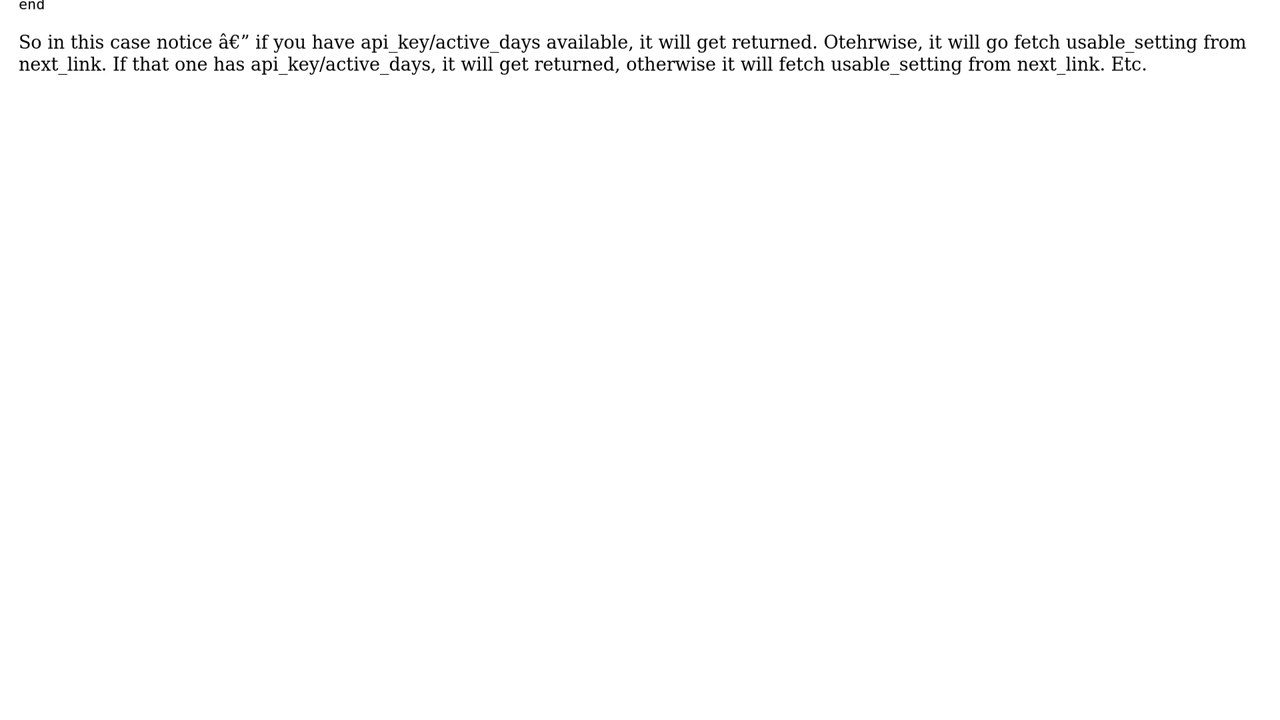 end
So in this case notice â€” if you have api_key/active_days available, it will get returned. Otehrwise, it will go fetch usable_setting from
next_link. If that one has api_key/active_days, it will get returned, otherwise it will fetch usable_setting from next_link. Etc.